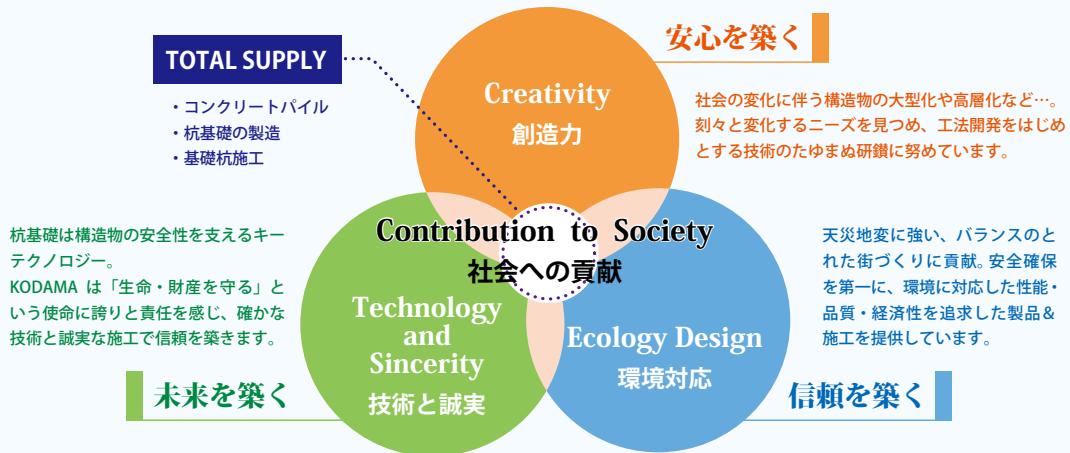 安心を築く
TOTAL SUPPLY
・コンクリートパイル
・杭基礎の製造
・基礎杭施工
Creativity
創造力
社会の変化に伴う構造物の大型化や高層化など…。
刻々と変化するニーズを見つめ、工法開発をはじめ
とする技術のたゆまぬ研鑽に努めています。
Contribution to Society
社会への貢献
杭基礎は構造物の安全性を支えるキー
テクノロジー。
KODAMA は「生命・財産を守る」と
いう使命に誇りと責任を感じ、確かな
技術と誠実な施工で信頼を築きます。
未来を築く
Technology
and
Sincerity
技術と誠実
Ecology Design
環境対応
天災地変に強い、バランスのと
れた街づくりに貢献。安全確保
を第一に、環境に対応した性能・
品質・経済性を追求した製品＆
施工を提供しています。
信頼を築く